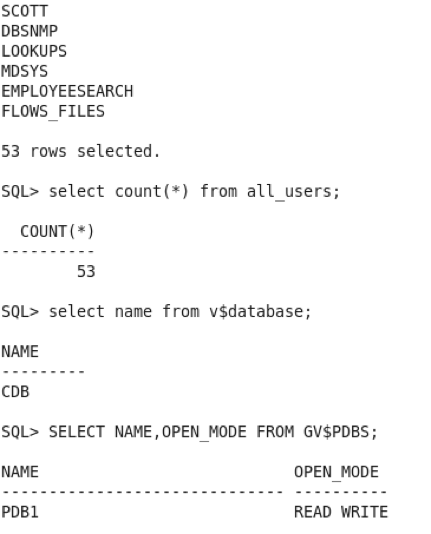 SCOTT
DBSNMP
LOOKUPS
MDSYS
EMPLOYEESEARCH
FLOWS_FILES
53 rows selected.
SQL> select count(*) from all_users;
COUNT(*)
----------
53
SQL> select name from v$database;
NAME
---------
CDB
SQL> SELECT NAME,OPEN_MODE FROM GV$PDBS;
NAME                           OPEN_MODE
------------------------------ ----------
PDB1                           READ WRITE